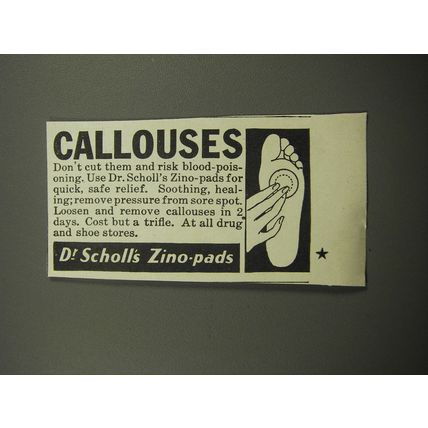 CALLOUSES
Don't cut them and risk blood-pois-
oning. Use Dr. Scholl's Zino-pads for
quick, safe relief. Soothing, heal-
ing; remove pressure from sore spot.
Loosen and remove callouses in 2
days. Cost but a trifle. At all drug
and shoe stores.
Dr Scholl's Zino-pads